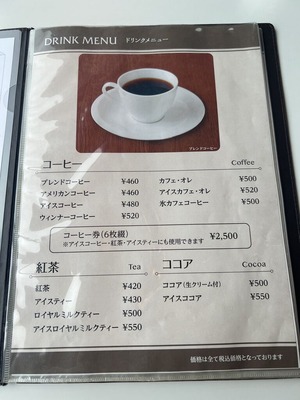 DRINK MENU ドリンクメニュー
ブレンドコーヒー
コーヒー Coffee
ブレンドコーヒー ¥460 カフェ・オレ ¥500
アメリカンコーヒー ¥460 アイスカフェ・オレ ¥520
アイスコーヒー ¥480 氷カフェコーヒー ¥500
ウィンナーコーヒー ¥520
コーヒー券(6枚綴) ¥2,500
※アイスコーヒー・紅茶・アイスティーにも使用できます
紅茶 Tea ココア Cocoa
紅茶 ¥420 ココア(生クリーム付) ¥500
アイスティー ¥430 アイスココア ¥550
ロイヤルミルクティー ¥500
アイスロイヤルミルクティー ¥550
価格は全て税込価格となっております